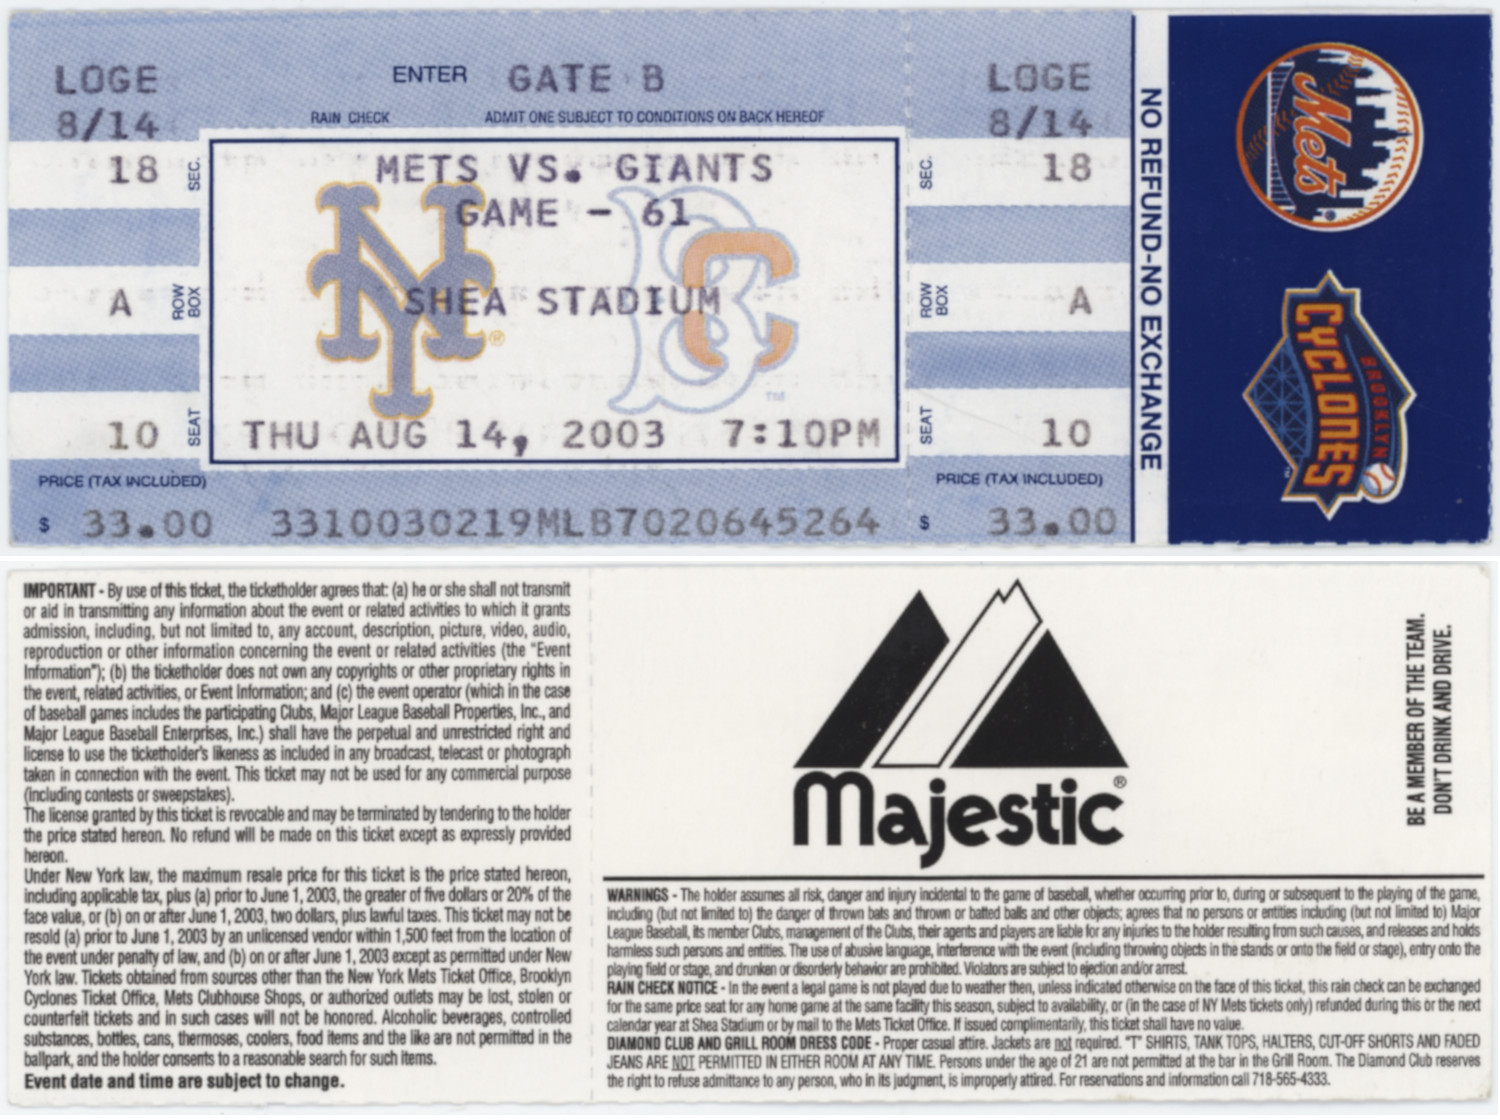 LOGE
8/14
18 SEC.
A ROW BOX
10 SEAT
PRICE (TAX INCLUDED)
$ 33.00
ENTER GATE B
RAIN CHECK ADMIT ONE SUBJECT TO CONDITIONS ON BACK HEREOF
METS VS. GIANTS
GAME - 61
SHEA STADIUM
THU AUG 14, 2003 7:10PM
NY ®
BC TM
3310030219MLB7020645264
LOGE
8/14
SEC. 18
ROW BOX A
SEAT 10
PRICE (TAX INCLUDED)
$ 33.00
NO REFUND-NO EXCHANGE
Mets
BROOKLYN
CYCLONES
IMPORTANT - By use of this ticket, the ticketholder agrees that: (a) he or she shall not transmit
or aid in transmitting any information about the event or related activities to which it grants
admission, including, but not limited to, any account, description, picture, video, audio,
reproduction or other information concerning the event or related activities (the "Event
Information"); (b) the ticketholder does not own any copyrights or other proprietary rights in
the event, related activities, or Event Information; and (c) the event operator (which in the case
of baseball games includes the participating Clubs, Major League Baseball Properties, Inc., and
Major League Baseball Enterprises, Inc.) shall have the perpetual and unrestricted right and
license to use the ticketholder's likeness as included in any broadcast, telecast or photograph
taken in connection with the event. This ticket may not be used for any commercial purpose
(including contests or sweepstakes).
The license granted by this ticket is revocable and may be terminated by tendering to the holder
the price stated hereon. No refund will be made on this ticket except as expressly provided
hereon.
Under New York law, the maximum resale price for this ticket is the price stated hereon,
including applicable tax, plus (a) prior to June 1, 2003, the greater of five dollars or 20% of the
face value, or (b) on or after June 1, 2003, two dollars, plus lawful taxes. This ticket may not be
resold (a) prior to June 1, 2003 by an unlicensed vendor within 1,500 feet from the location of
the event under penalty of law, and (b) on or after June 1, 2003 except as permitted under New
York law. Tickets obtained from sources other than the New York Mets Ticket Office, Brooklyn
Cyclones Ticket Office, Mets Clubhouse Shops, or authorized outlets may be lost, stolen or
counterfeit tickets and in such cases will not be honored. Alcoholic beverages, controlled
substances, bottles, cans, thermoses, coolers, food items and the like are not permitted in the
ballpark, and the holder consents to a reasonable search for such items.
Event date and time are subject to change.
Majestic®
BE A MEMBER OF THE TEAM.
DON'T DRINK AND DRIVE.
WARNINGS - The holder assumes all risk, danger and injury incidental to the game of baseball, whether occurring prior to, during or subsequent to the playing of the game,
including (but not limited to) the danger of thrown bats and thrown or batted balls and other objects; agrees that no persons or entities including (but not limited to) Major
League Baseball, its member Clubs, management of the Clubs, their agents and players are liable for any injuries to the holder resulting from such causes, and releases and holds
harmless such persons and entities. The use of abusive language, interference with the event (including throwing objects in the stands or onto the field or stage), entry onto the
playing field or stage, and drunken or disorderly behavior are prohibited. Violators are subject to ejection and/or arrest.
RAIN CHECK NOTICE - In the event a legal game is not played due to weather then, unless indicated otherwise on the face of this ticket, this rain check can be exchanged
for the same price seat for any home game at the same facility this season, subject to availability, or (in the case of NY Mets tickets only) refunded during this or the next
calendar year at Shea Stadium or by mail to the Mets Ticket Office. If issued complimentarily, this ticket shall have no value.
DIAMOND CLUB AND GRILL ROOM DRESS CODE - Proper casual attire. Jackets are not required. "T" SHIRTS, TANK TOPS, HALTERS, CUT-OFF SHORTS AND FADED
JEANS ARE NOT PERMITTED IN EITHER ROOM AT ANY TIME. Persons under the age of 21 are not permitted at the bar in the Grill Room. The Diamond Club reserves
the right to refuse admittance to any person, who in its judgment, is improperly attired. For reservations and information call 718-565-4333.